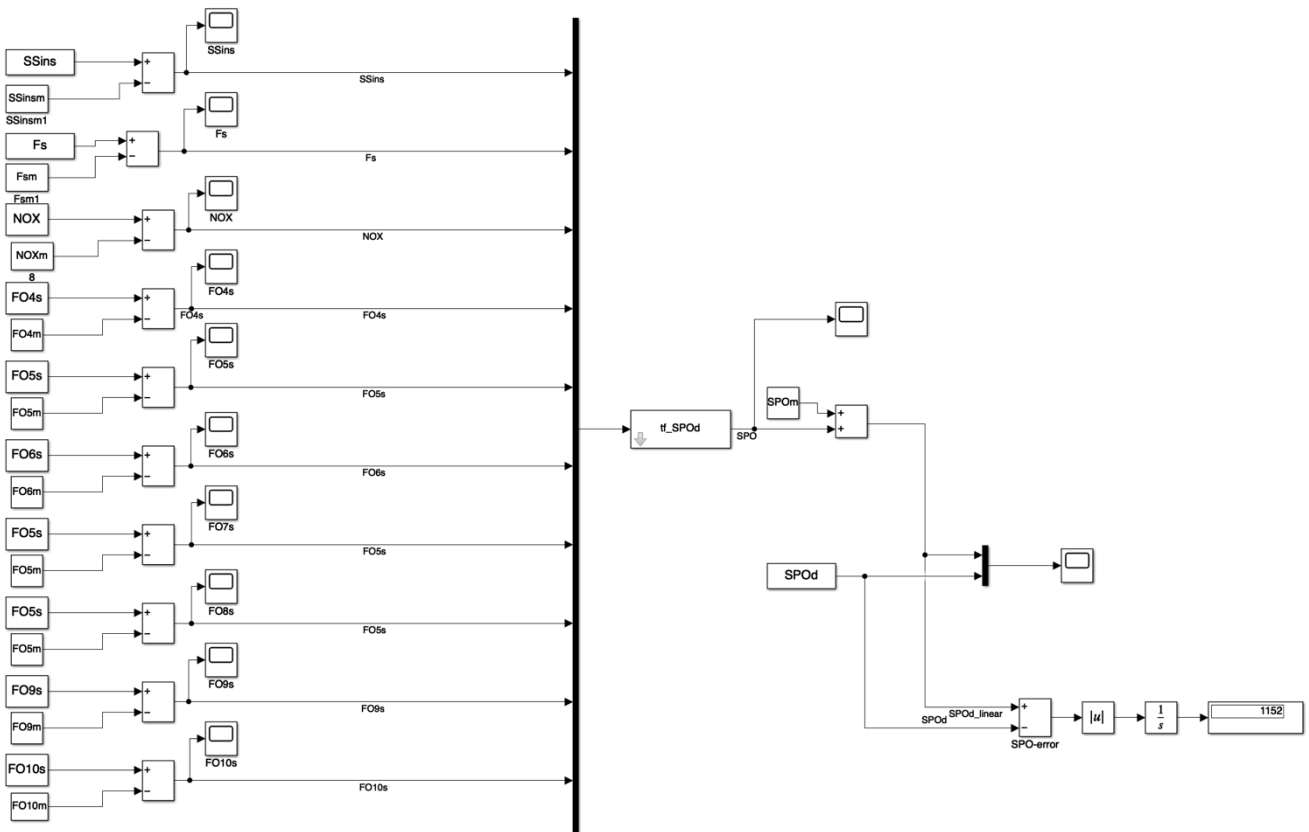 SSins
SSins
SSinsm
SSinsm1
SSins
Fs
Fs
Fsm
Fsm1
Fs
NOX
NOX
NOXm
8
NOX
FO4s
FO4s
FO4m
FO4s
FO4s
FO5s
FO5s
FO5m
FO5s
FO6s
FO6s
FO6m
FO6s
FO5s
FO7s
FO5m
FO5s
FO5s
FO8s
FO5m
FO5s
FO9s
FO9s
FO9m
FO9s
FO10s
FO10s
FO10m
FO10s
tf_SPOd
SPO
SPOm
SPOd
SPOd
SPOd_linear
SPO-error
|u|
1
s
1152